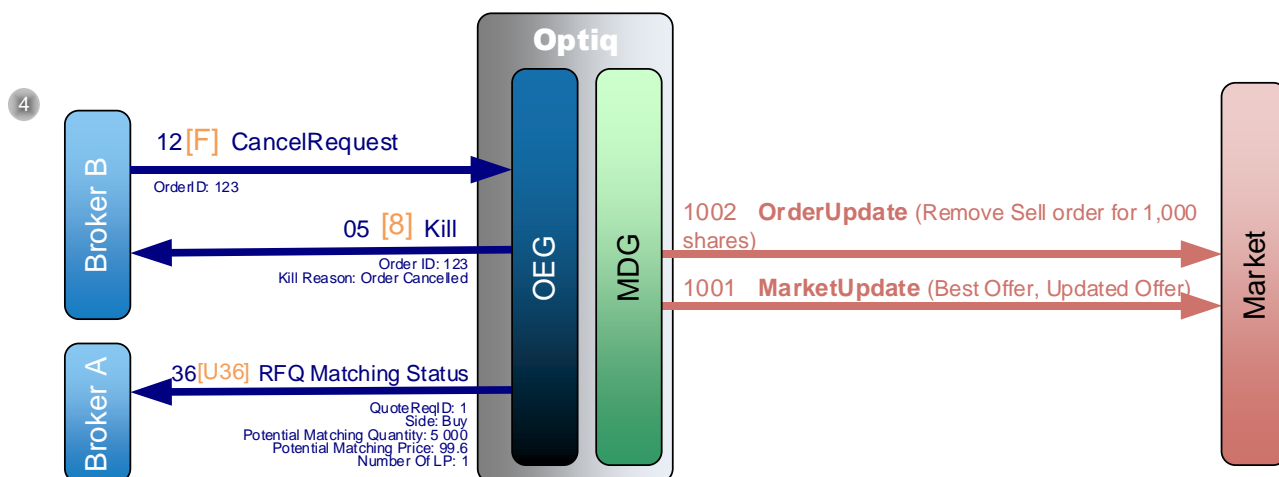 Optiq
4
Broker B
12 [F] CancelRequest
OrderID: 123
05 [8] Kill
Order ID: 123
Kill Reason: Order Cancelled
OEG
MDG
1002 OrderUpdate (Remove Sell order for 1,000
shares)
1001 MarketUpdate (Best Offer, Updated Offer)
Market
Broker A
36[U36] RFQ Matching Status
QuoteReqID: 1
Side: Buy
Potential Matching Quantity: 5 000
Potential Matching Price: 99.6
Number Of LP: 1